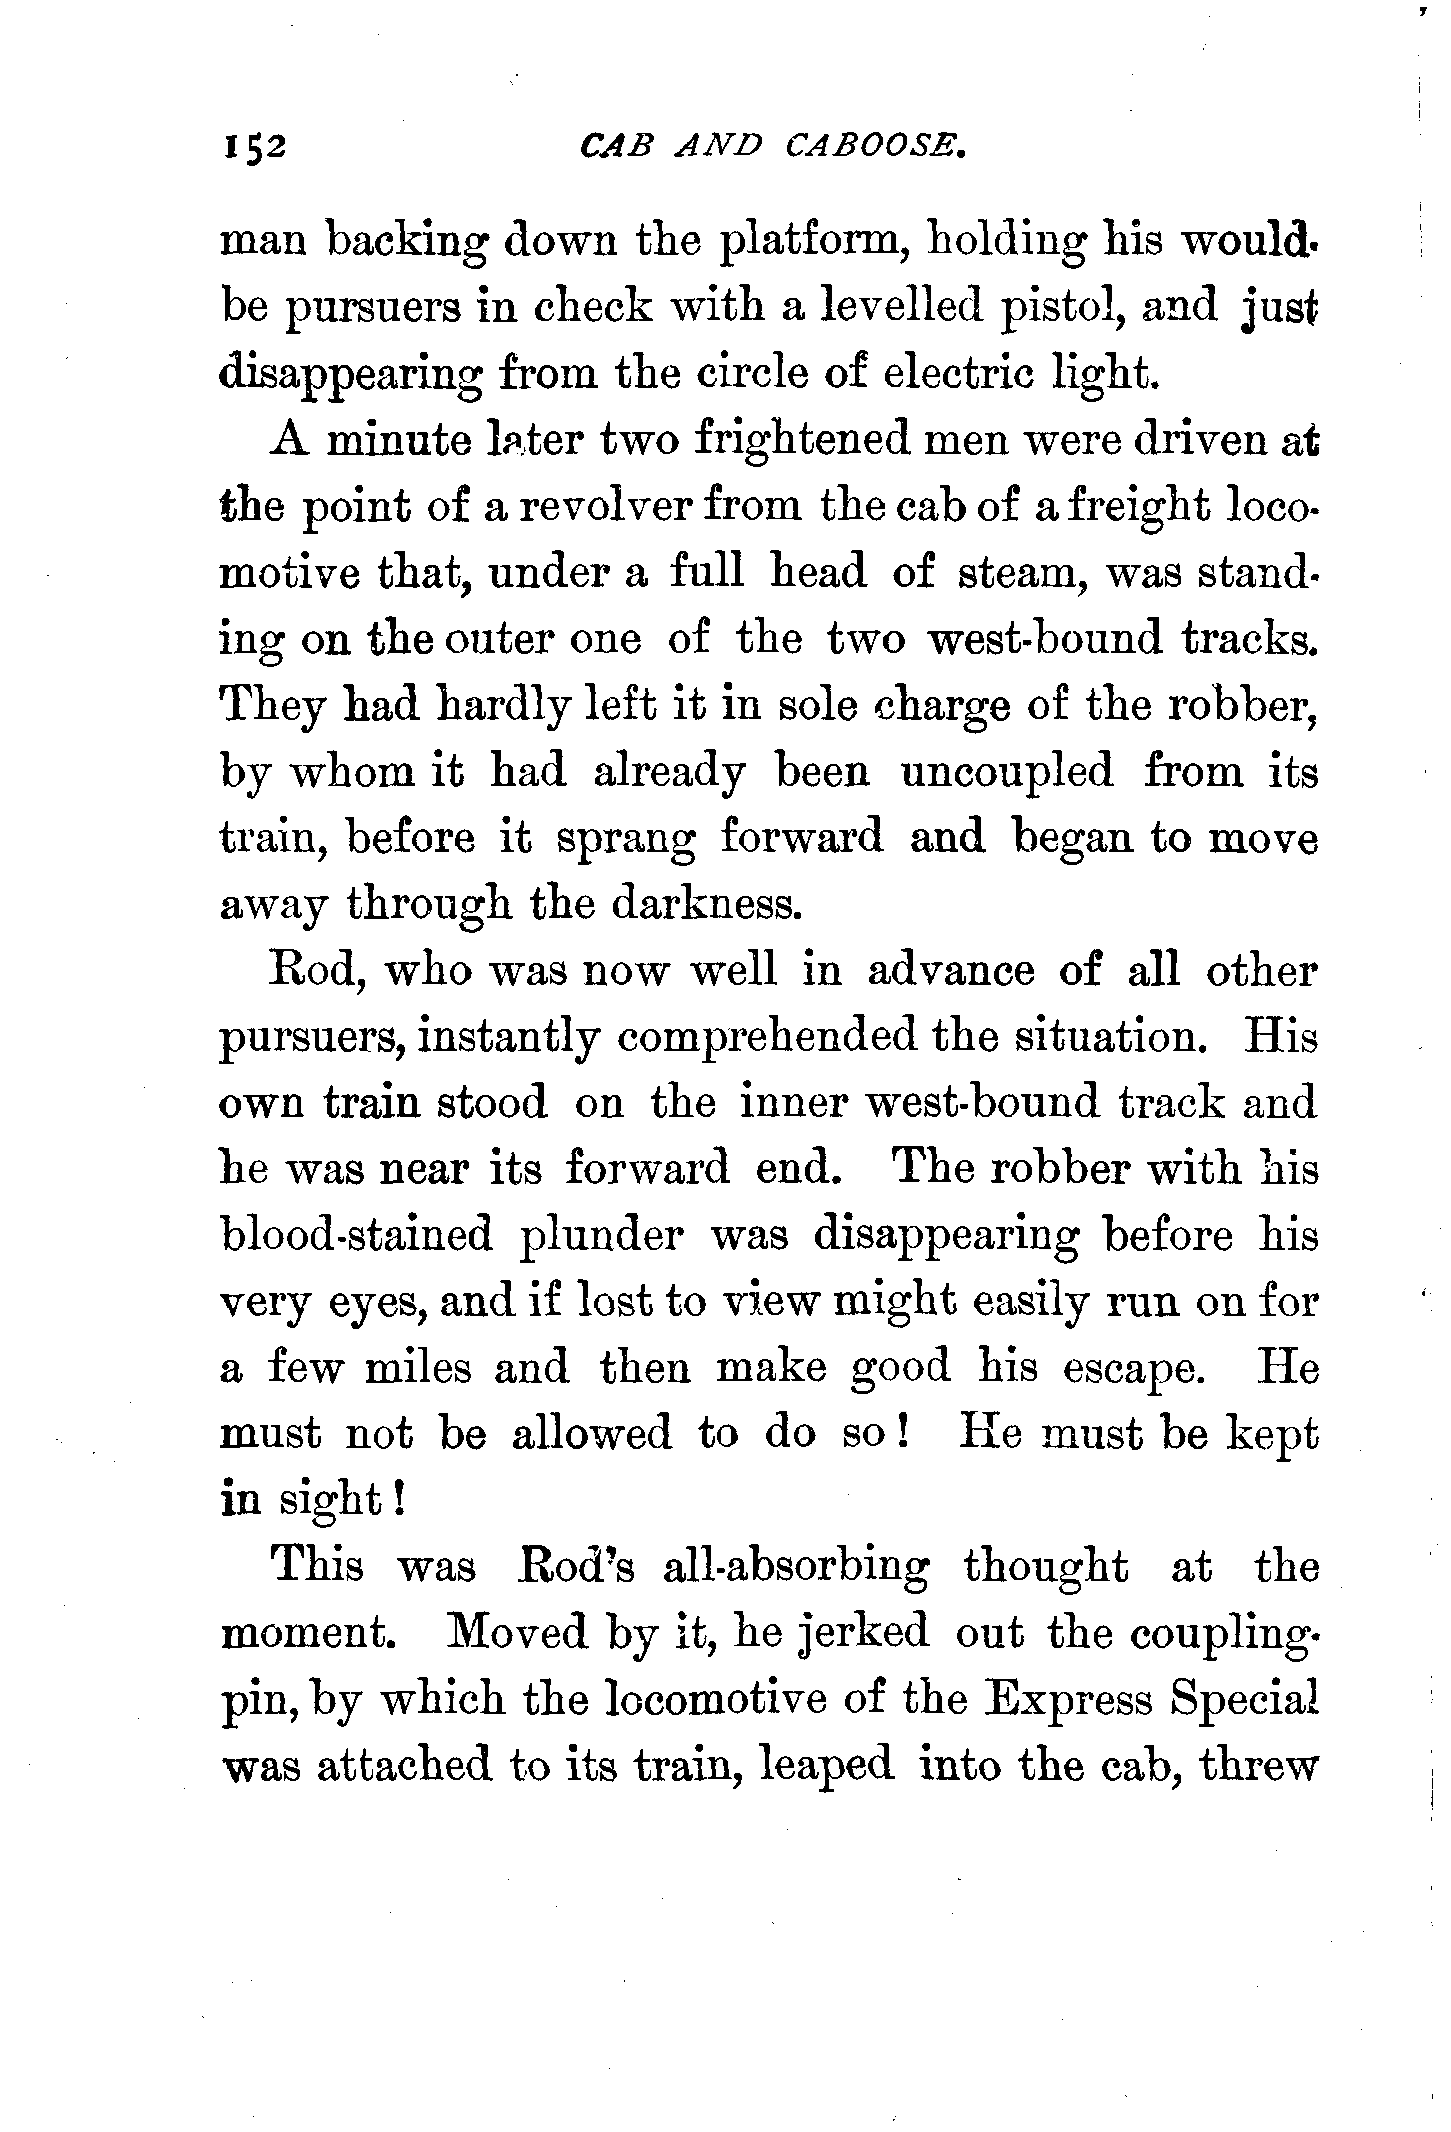 152 CAB AND CABOOSE.
man backing down the platform, holding his would-
be pursuers in check with a levelled pistol, and just
disappearing from the circle of electric light.
A minute later two frightened men were driven at
the point of a revolver from the cab of a freight loco-
motive that, under a full head of steam, was stand-
ing on the outer one of the two west-bound tracks.
They had hardly left it in sole charge of the robber,
by whom it had already been uncoupled from its
train, before it sprang forward and began to move
away through the darkness.
Rod, who was now well in advance of all other
pursuers, instantly comprehended the situation. His
own train stood on the inner west-bound track and
he was near its forward end. The robber with his
blood-stained plunder was disappearing before his
very eyes, and if lost to view might easily run on for
a few miles and then make good his escape. He
must not be allowed to do so! He must be kept
in sight!
This was Rod's all-absorbing thought at the
moment. Moved by it, he jerked out the coupling-
pin, by which the locomotive of the Express Special
was attached to its train, leaped into the cab, threw